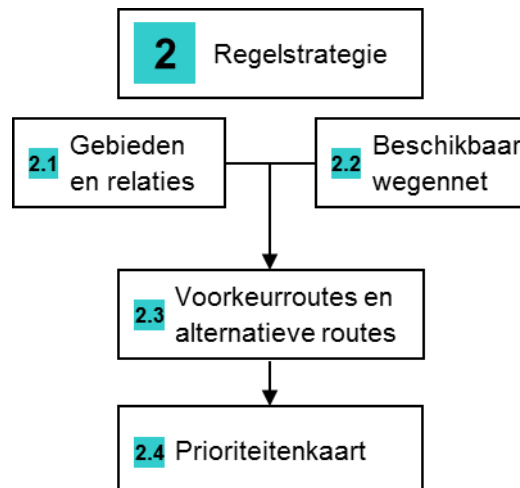 2 Regelstrategie
2.1 Gebieden
en relaties
2.2 Beschikbaar
wegennet
2.3 Voorkeurroutes en
alternatieve routes
2.4 Prioriteitenkaart